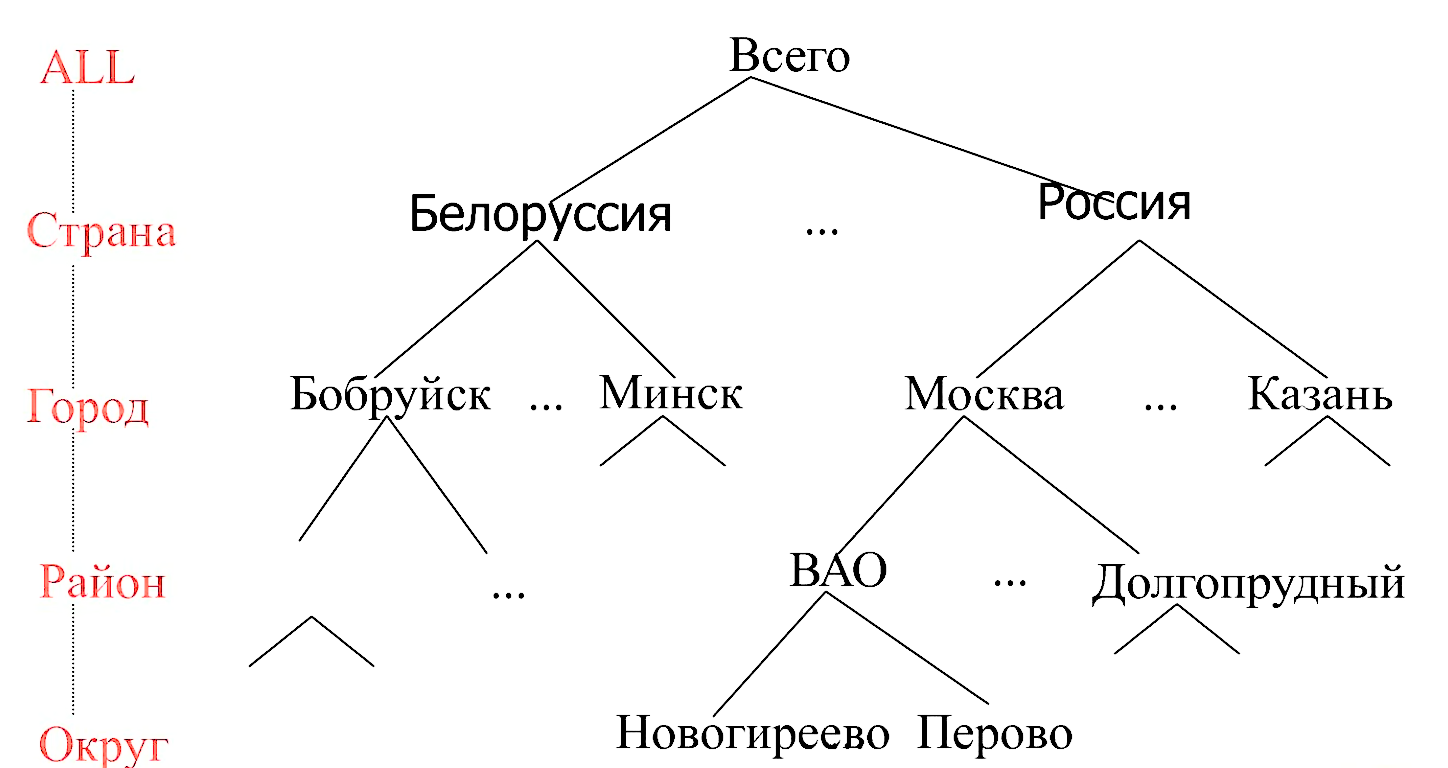 ALL
Всего
Страна
Белоруссия
...
Россия
Город
Бобруйск
...
Минск
Москва
...
Казань
Район
...
ВАО
...
Долгопрудный
Округ
Новогиреево
Перово